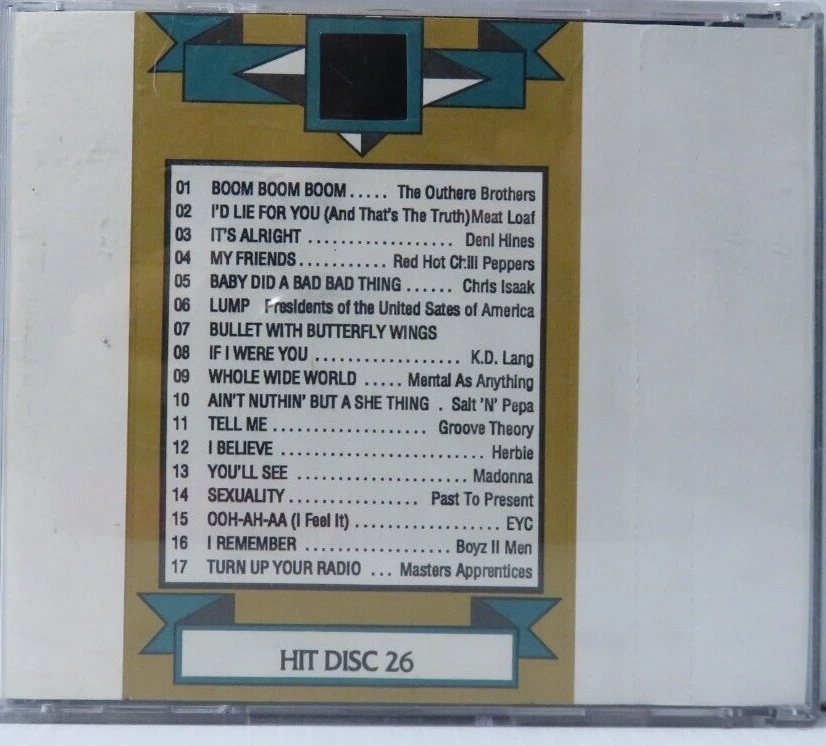 01 BOOM BOOM BOOM ..... The Outhere Brothers
02 I'D LIE FOR YOU (And That's The Truth)Meat Loaf
03 IT'S ALRIGHT .................. Deni Hines
04 MY FRIENDS........... Red Hot Chili Peppers
05 BABY DID A BAD BAD THING ...... Chris Isaak
06 LUMP Presidents of the United Sates of America
07 BULLET WITH BUTTERFLY WINGS
08 IF I WERE YOU .................. K.D. Lang
09 WHOLE WIDE WORLD ..... Mental As Anything
10 AIN'T NUTHIN' BUT A SHE THING . Salt 'N' Pepa
11 TELL ME ................... Groove Theory
12 I BELIEVE .......................... Herbie
13 YOU'LL SEE ...................... Madonna
14 SEXUALITY ................ Past To Present
15 OOH-AH-AA (I Feel It) .................. EYC
16 I REMEMBER .................. Boyz II Men
17 TURN UP YOUR RADIO ... Masters Apprentices
HIT DISC 26